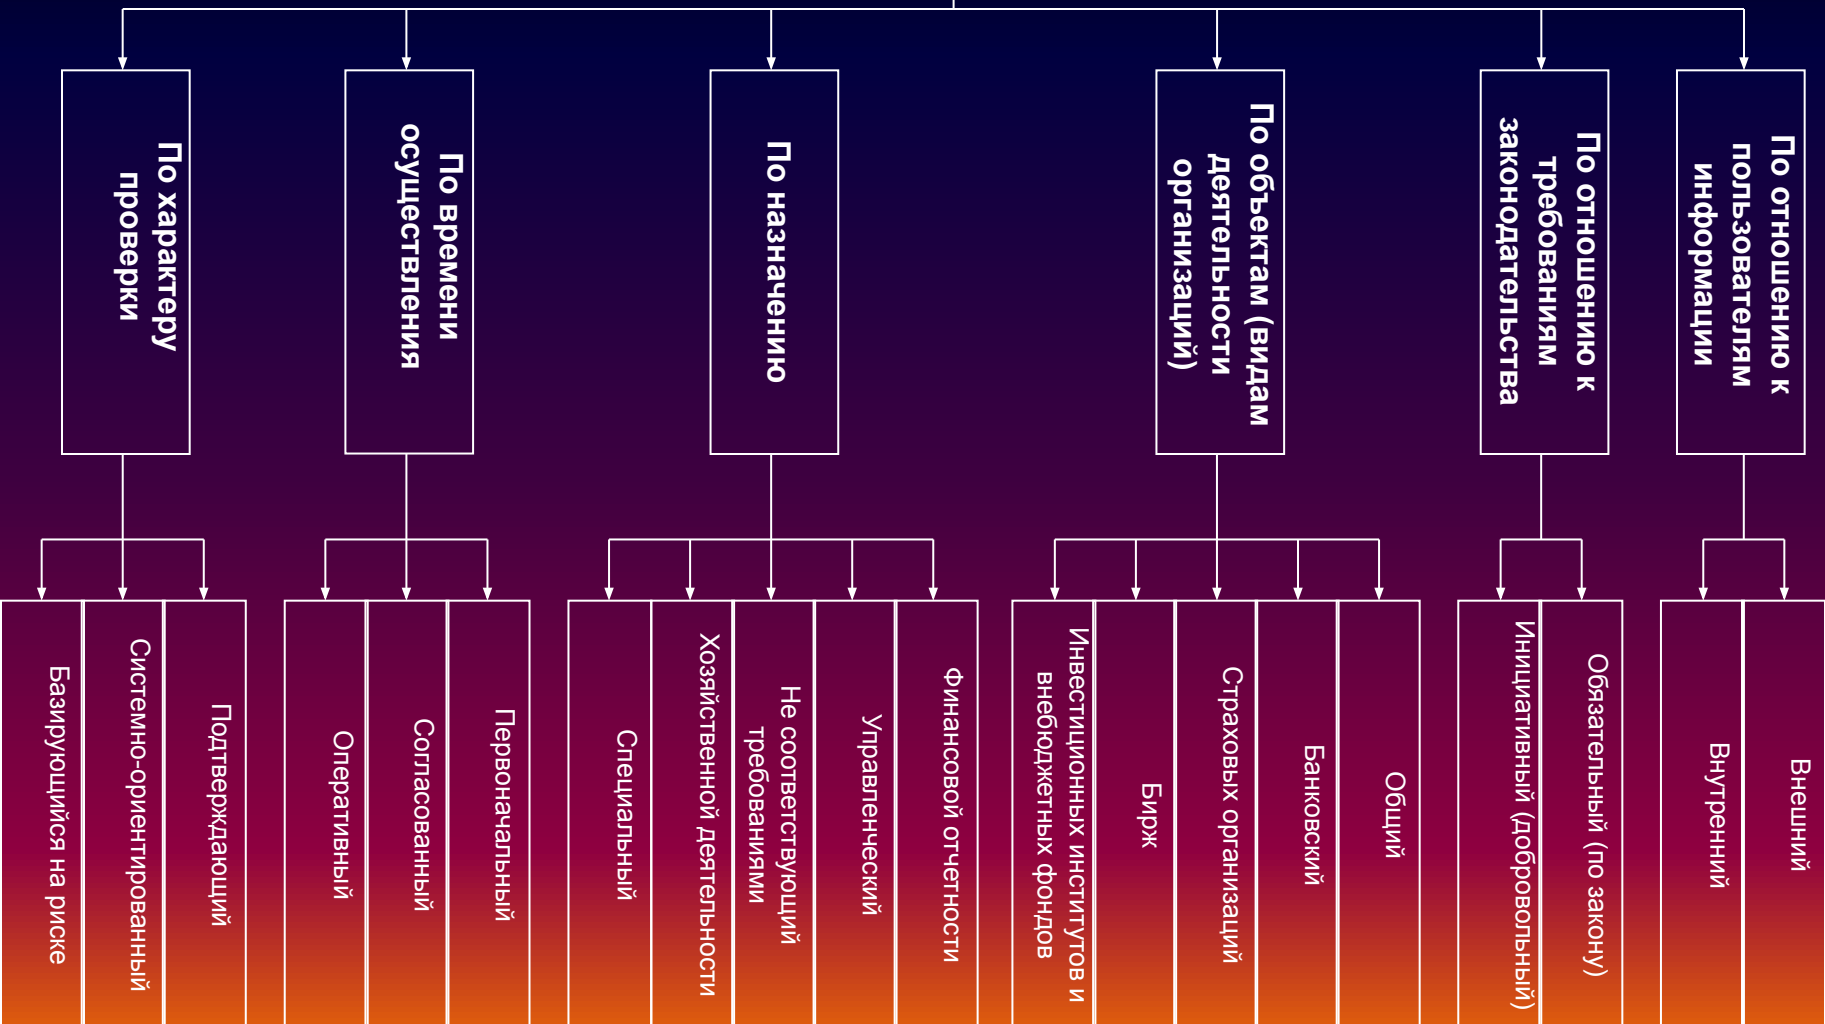 По отношению к
пользователям
информации
Внешний
Внутренний
По отношению к
требованиям
законодательства
Обязательный (по закону)
Инициативный (добровольный)
По объектам (видам
деятельности
организаций)
Общий
Банковский
Страховых организаций
Бирж
Инвестиционных институтов и
внебюджетных фондов
По назначению
Финансовой отчетности
Управленческий
Не соответствующий
требованиями
Хозяйственной деятельности
Специальный
По времени
осуществления
Первоначальный
Согласованный
Оперативный
По характеру
проверки
Подтверждающий
Системно-ориентированный
Базирующийся на риске